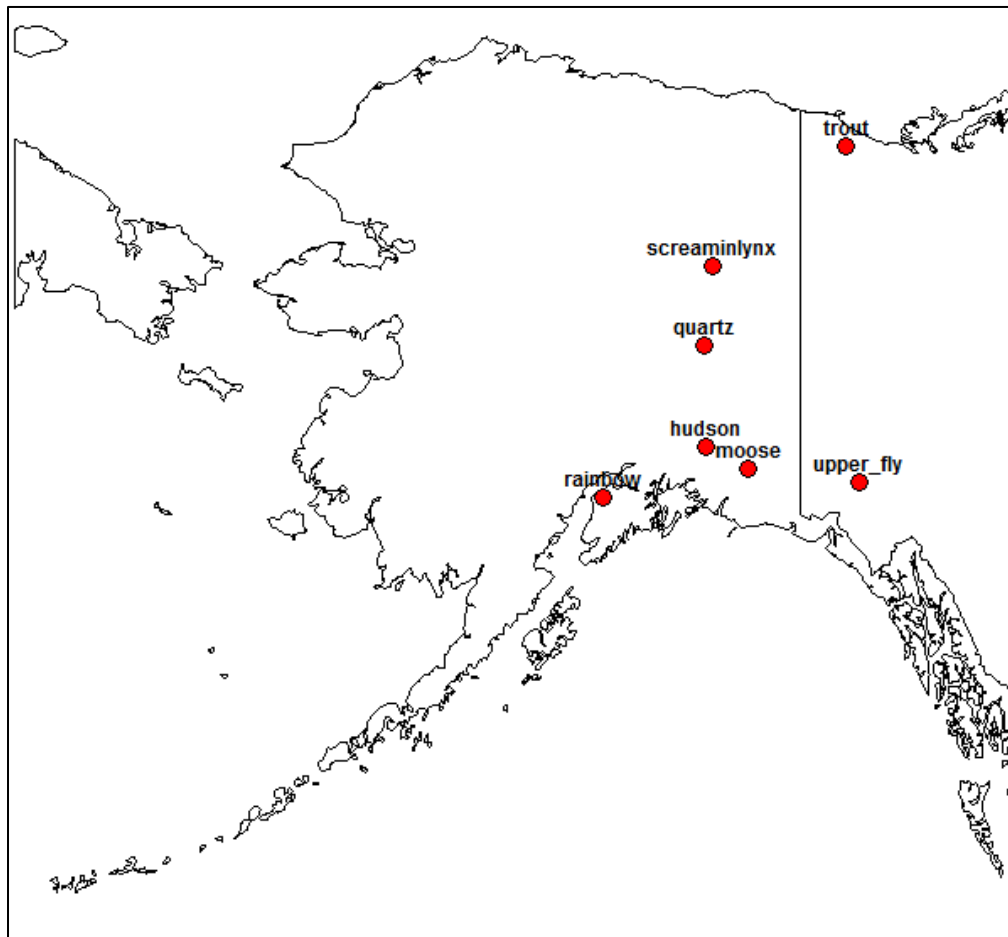 trout
screaminlynx
quartz
hudson
moose
upper_fly
rainbow